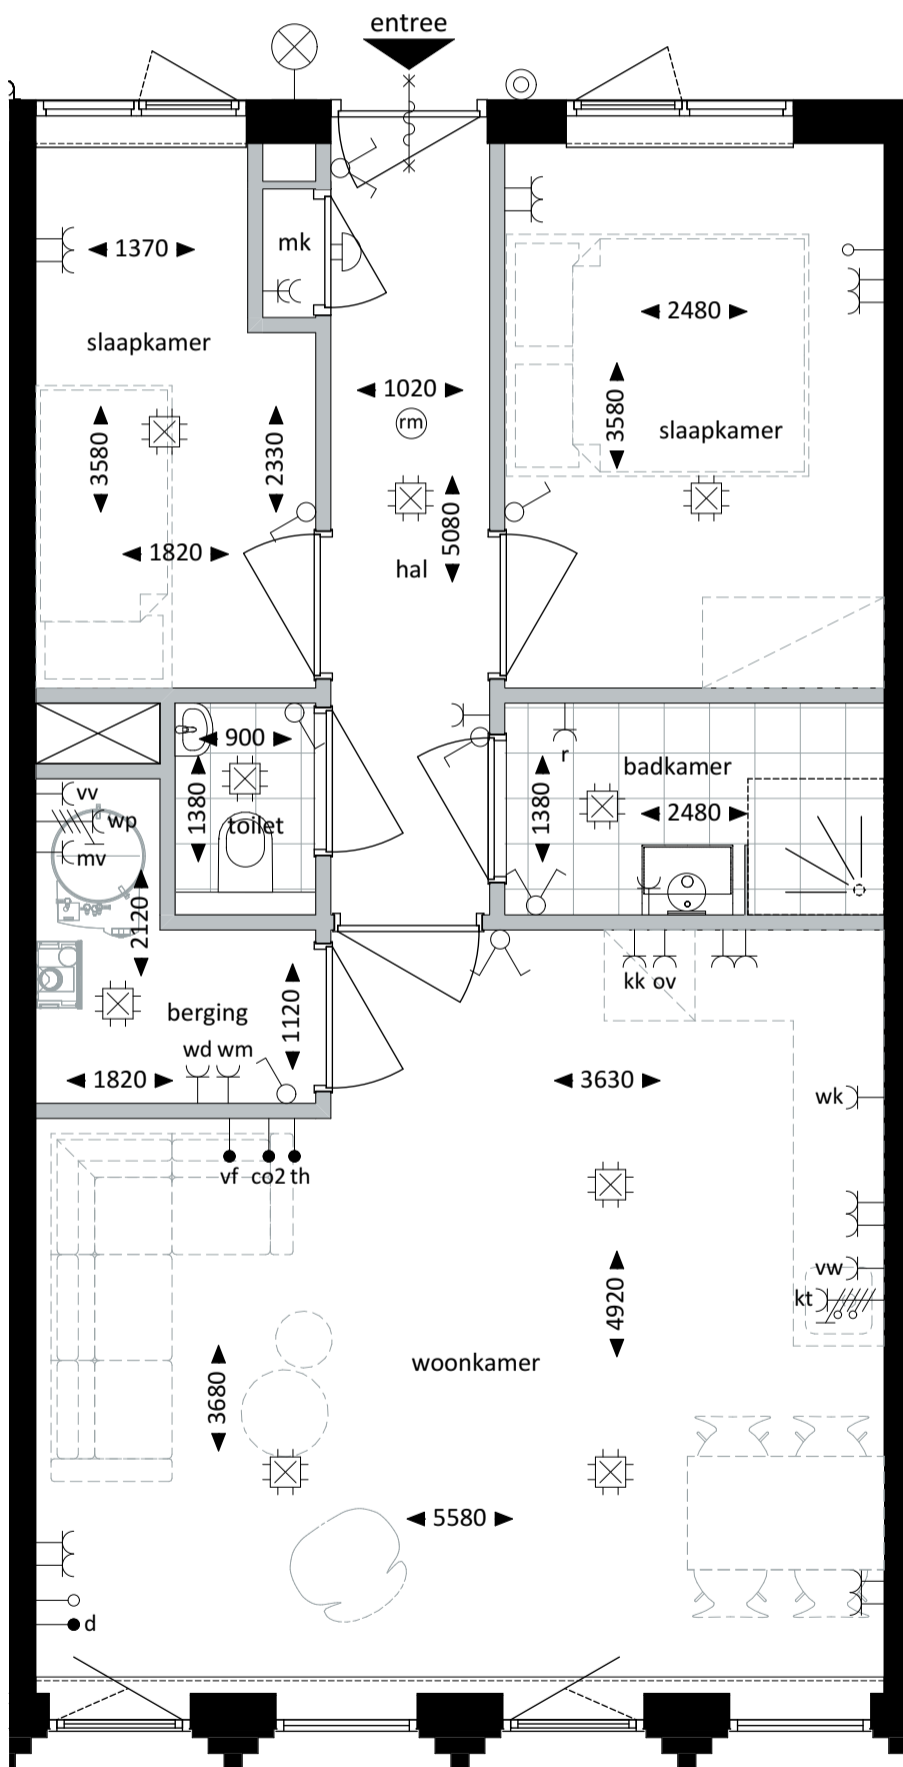 entree
mk
1370
2480
slaapkamer
1020
rm
3580
2330
3580
slaapkamer
5080
1820
hal
900
r
badkamer
vv
wp
1380
toilet
1380
2480
mv
2120
kk ov
berging
1120
wd wm
1820
3630
wk
vf co2 th
vw
kt
4920
woonkamer
3680
5580
d